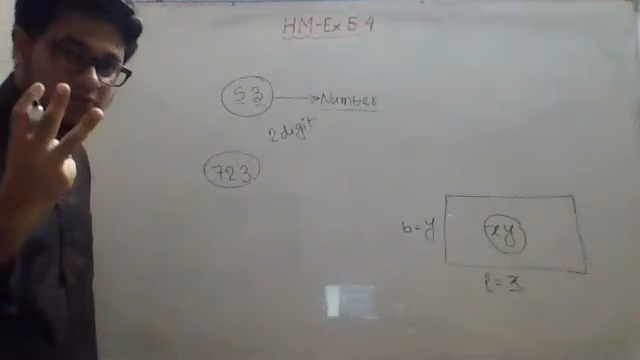 HM-Ex 5.4
53 → Number
2 digit
723
b = y
xy
l = x